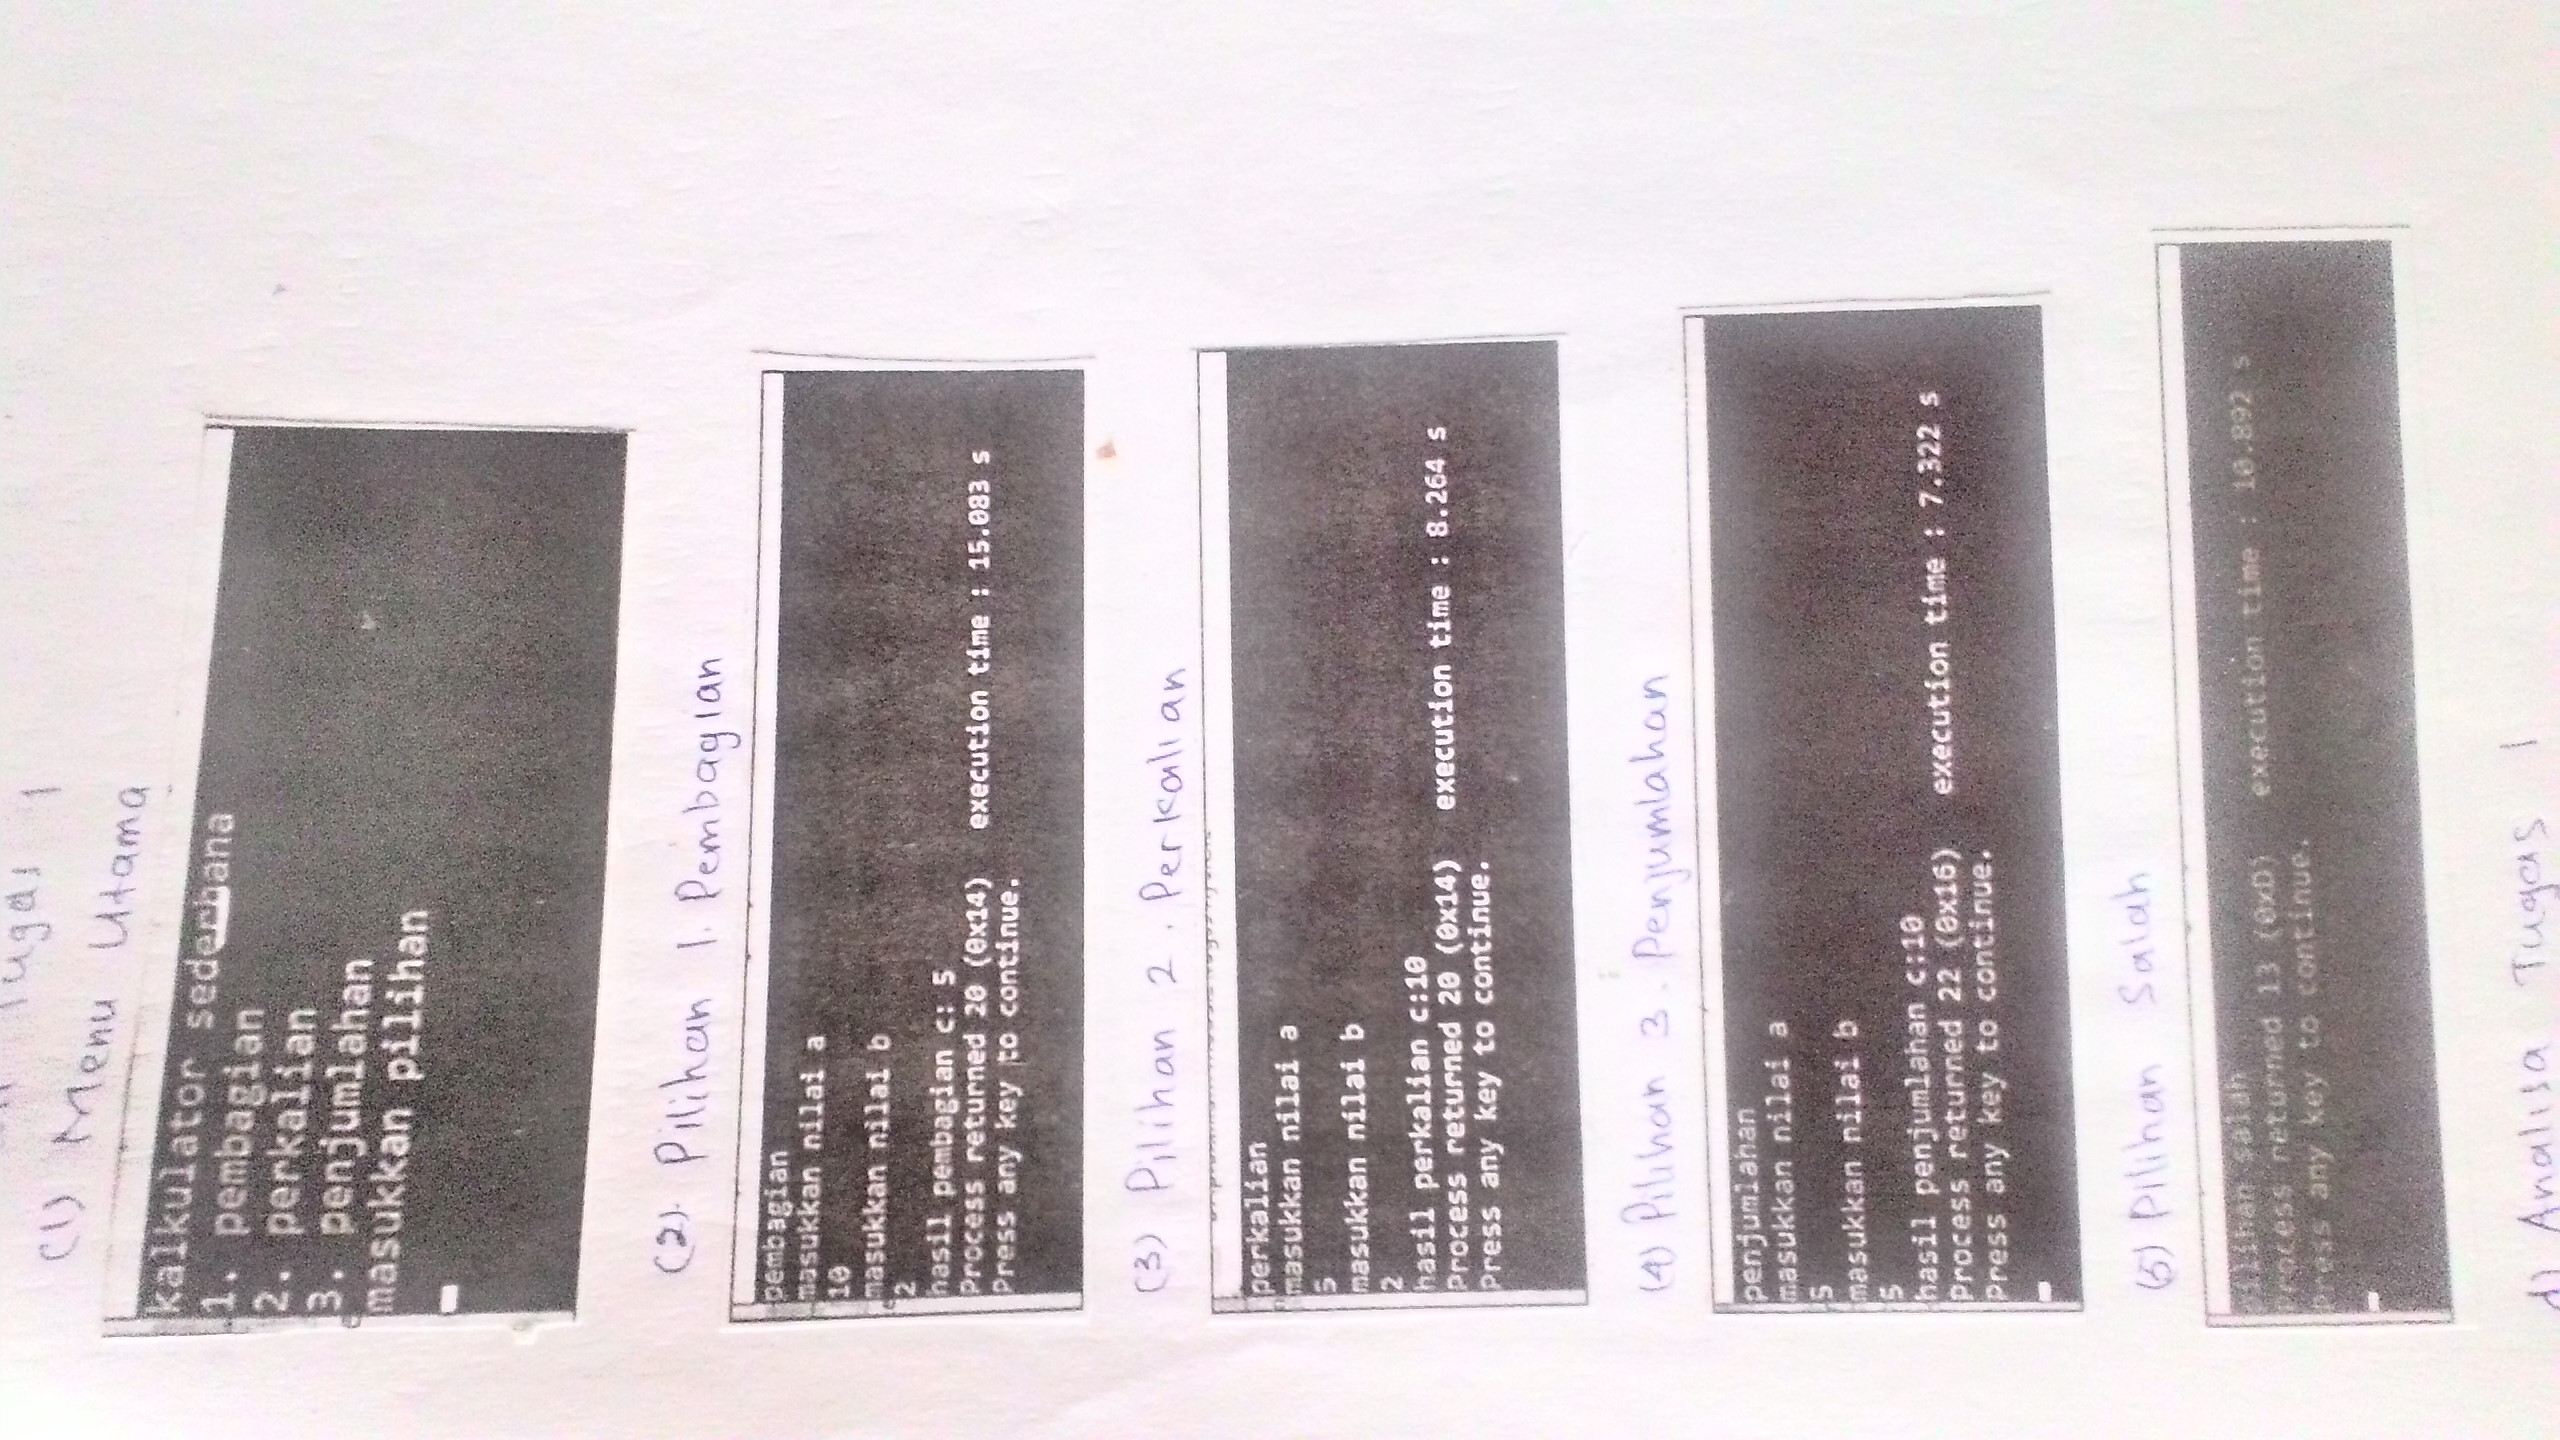 Tugas 1
(1) Menu Utama
kalkulator sederhana
1. pembagian
2. perkalian
3. penjumlahan
masukkan pilihan
(2). Pilihan 1. Pembagian
pembagian
masukkan nilai a
10
masukkan nilai b
2
hasil pembagian c: 5
Process returned 20 (0x14)   execution time : 15.083 s
Press any key to continue.
(3) Pilihan 2. Perkalian
perkalian
masukkan nilai a
5
masukkan nilai b
2
hasil perkalian c:10
Process returned 20 (0x14)   execution time : 8.264 s
Press any key to continue.
(4) Pilihan 3. Penjumlahan
penjumlahan
masukkan nilai a
5
masukkan nilai b
5
hasil penjumlahan c:10
Process returned 22 (0x16)   execution time : 7.322 s
Press any key to continue.
(5) Pilihan Salah
pilihan salah
Process returned 13 (0xD)   execution time : 10.892 s
Press any key to continue.
d) Analisa Tugas 1